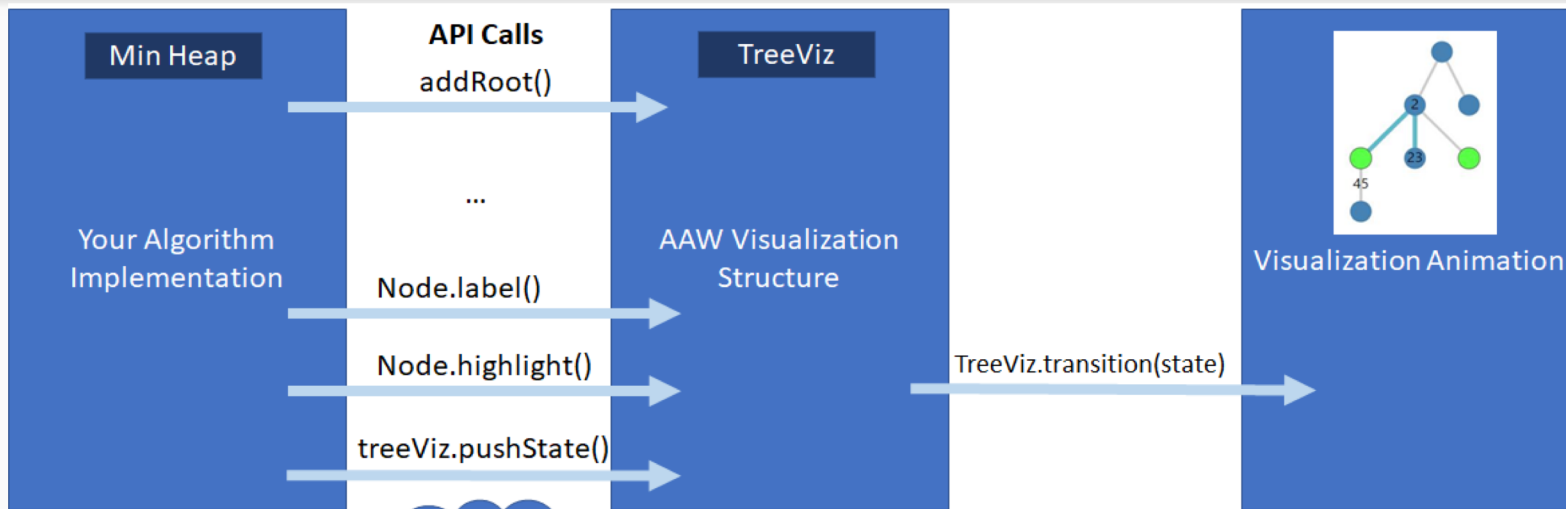 Min Heap
Your Algorithm
Implementation
API Calls
addRoot()
...
Node.label()
Node.highlight()
treeViz.pushState()
TreeViz
AAW Visualization
Structure
TreeViz.transition(state)
2
23
45
Visualization Animation